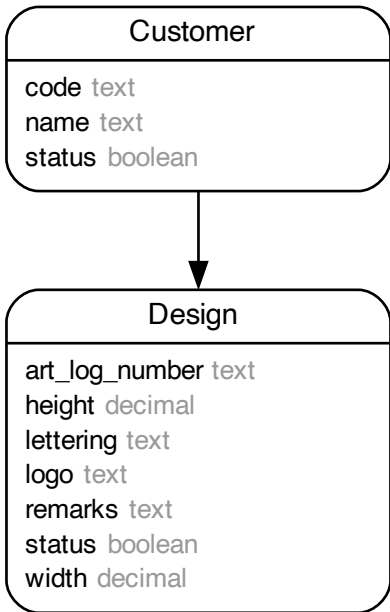 Customer
code text
name text
status boolean
Design
art_log_number text
height decimal
lettering text
logo text
remarks text
status boolean
width decimal